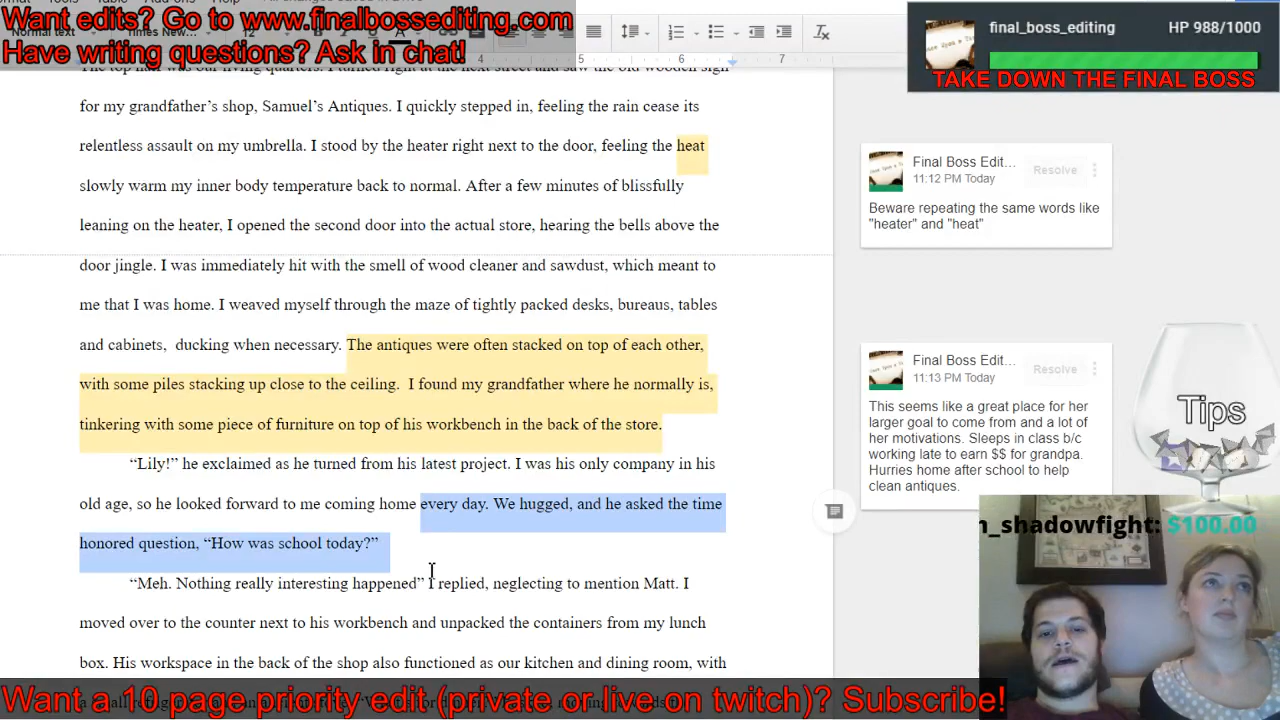 Want edits? Go to www.finalbossediting.com
Have writing questions? Ask in chat!
final_boss_editing HP 988/1000
TAKE DOWN THE FINAL BOSS
5 6 7
for my grandfather’s shop, Samuel’s Antiques. I quickly stepped in, feeling the rain cease its
relentless assault on my umbrella. I stood by the heater right next to the door, feeling the heat
slowly warm my inner body temperature back to normal. After a few minutes of blissfully
leaning on the heater, I opened the second door into the actual store, hearing the bells above the
door jingle. I was immediately hit with the smell of wood cleaner and sawdust, which meant to
me that I was home. I weaved myself through the maze of tightly packed desks, bureaus, tables
and cabinets,  ducking when necessary. The antiques were often stacked on top of each other,
with some piles stacking up close to the ceiling.  I found my grandfather where he normally is,
tinkering with some piece of furniture on top of his workbench in the back of the store.
“Lily!” he exclaimed as he turned from his latest project. I was his only company in his
old age, so he looked forward to me coming home every day. We hugged, and he asked the time
honored question, “How was school today?”
“Meh. Nothing really interesting happened” I replied, neglecting to mention Matt. I
moved over to the counter next to his workbench and unpacked the containers from my lunch
box. His workspace in the back of the shop also functioned as our kitchen and dining room, with
Final Boss Edit...
11:12 PM Today
Resolve
Beware repeating the same words like
"heater" and "heat"
Final Boss Edit...
11:13 PM Today
Resolve
This seems like a great place for her
larger goal to come from and a lot of
her motivations. Sleeps in class b/c
working late to earn $$ for grandpa.
Hurries home after school to help
clean antiques.
Tips
_shadowfight: $100.00
Want a 10 page priority edit (private or live on twitch)? Subscribe!